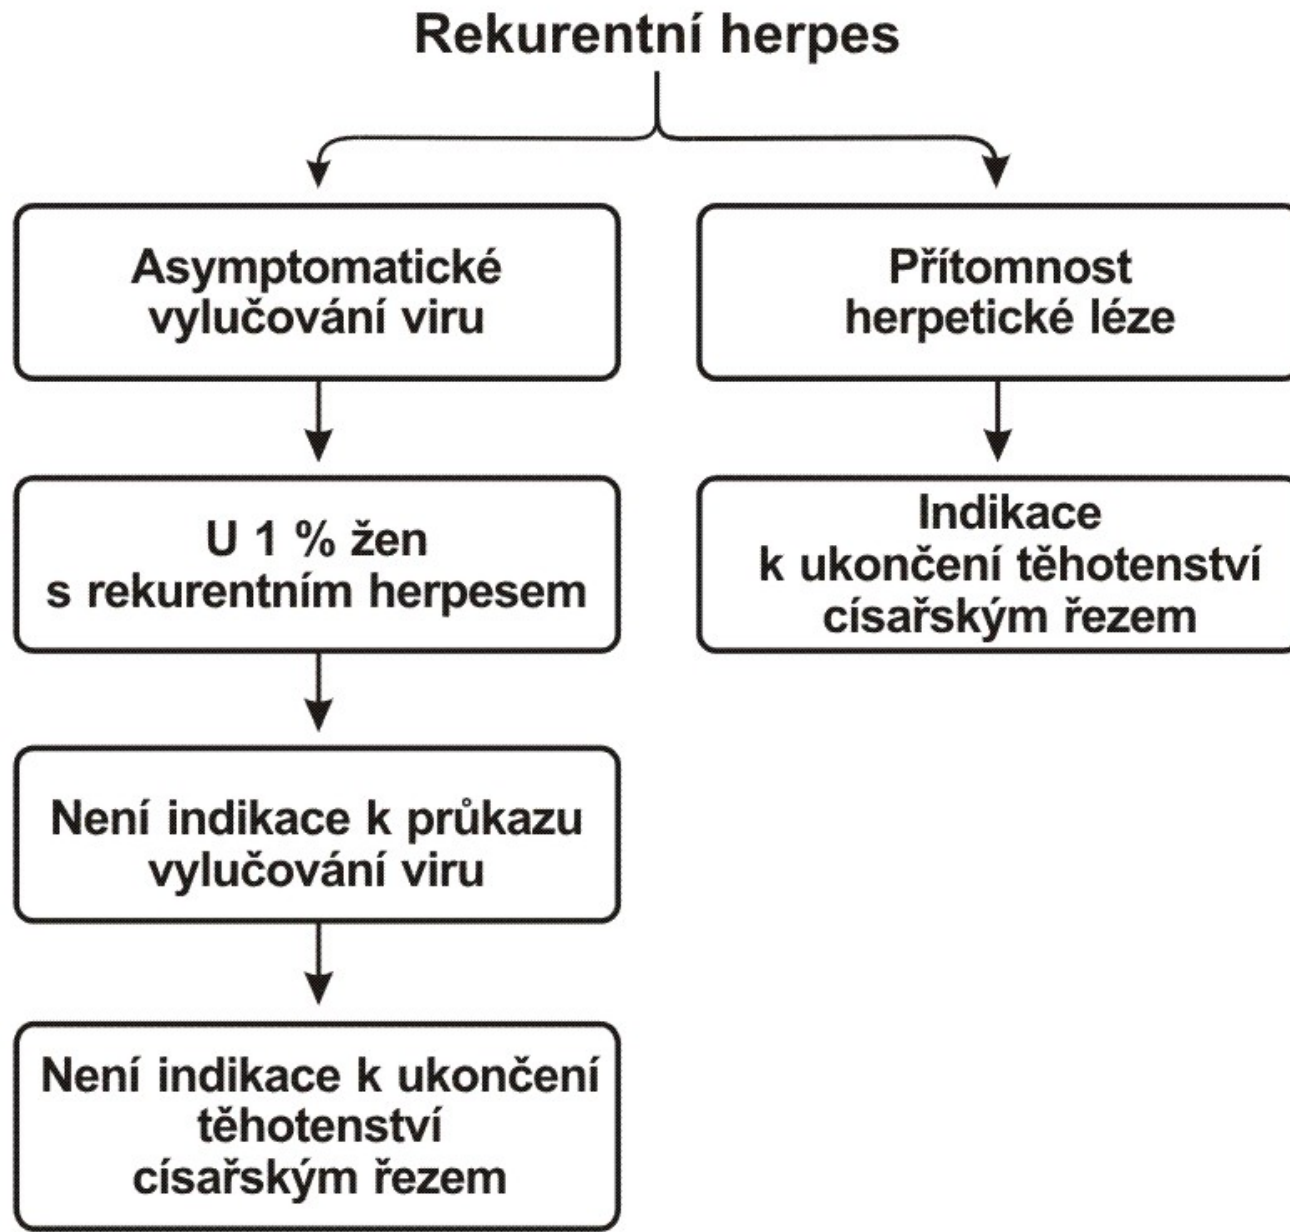 Rekurentní herpes
Asymptomatické
vylučování viru
U 1 % žen
s rekurentním herpesem
Není indikace k průkazu
vylučování viru
Není indikace k ukončení
těhotenství
císařským řezem
Přítomnost
herpetické léze
Indikace
k ukončení těhotenství
císařským řezem